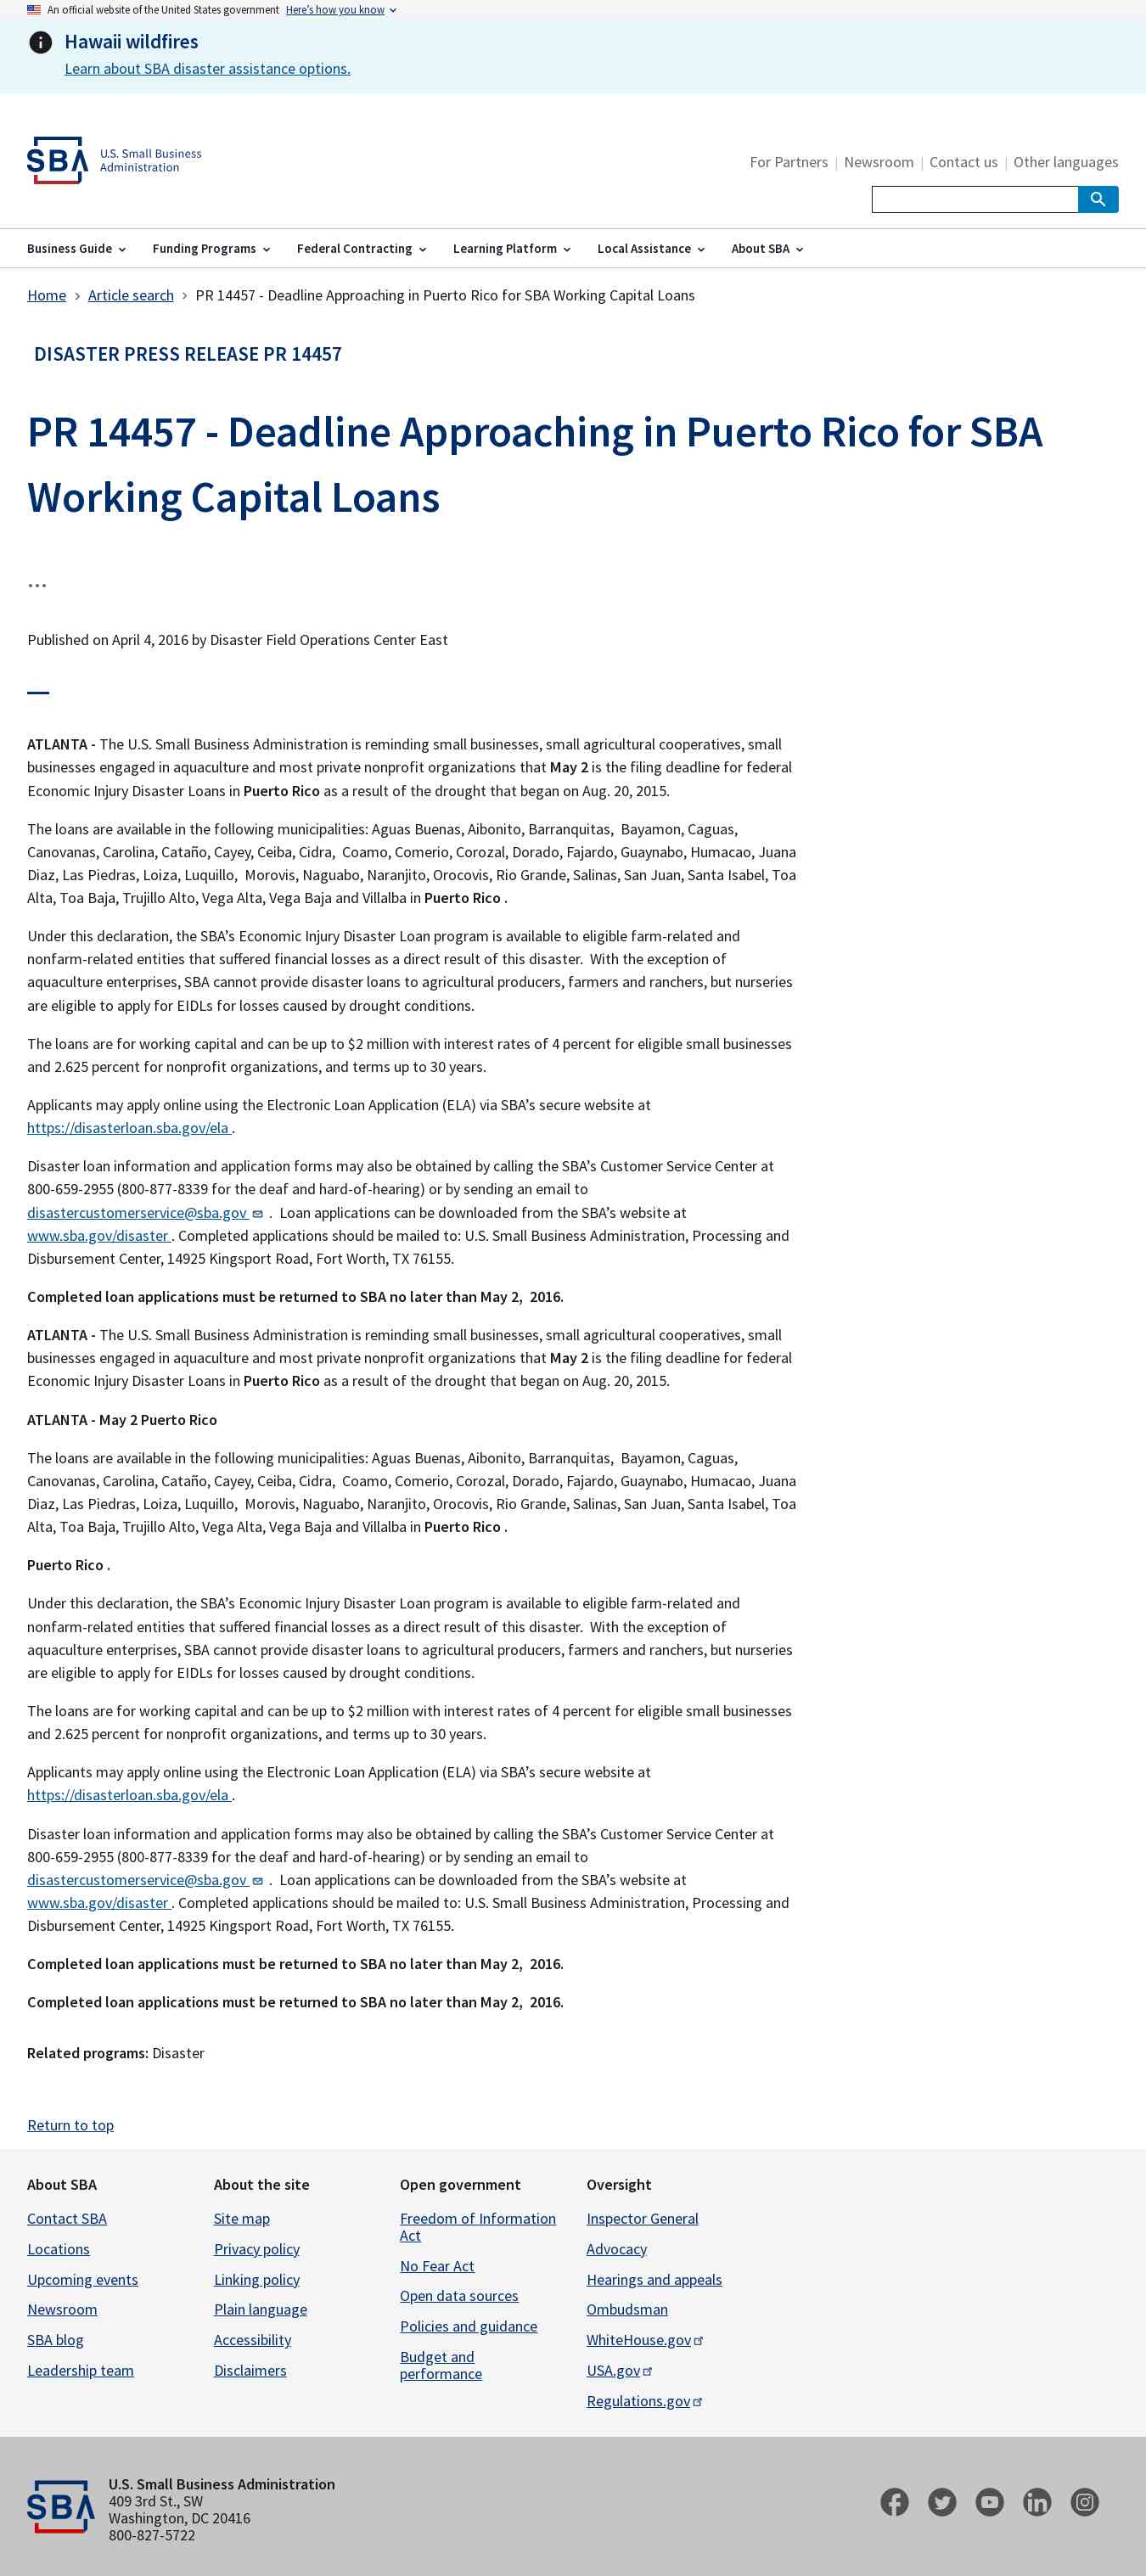 An official website of the United States government Here's how you know
Hawaii wildfires
Learn about SBA disaster assistance options.
SBA U.S. Small Business
Administration
For Partners | Newsroom | Contact us | Other languages
Business Guide Funding Programs Federal Contracting Learning Platform Local Assistance About SBA
Home > Article search > PR 14457 - Deadline Approaching in Puerto Rico for SBA Working Capital Loans
DISASTER PRESS RELEASE PR 14457
PR 14457 - Deadline Approaching in Puerto Rico for SBA
Working Capital Loans
...
Published on April 4, 2016 by Disaster Field Operations Center East
ATLANTA - The U.S. Small Business Administration is reminding small businesses, small agricultural cooperatives, small
businesses engaged in aquaculture and most private nonprofit organizations that May 2 is the filing deadline for federal
Economic Injury Disaster Loans in Puerto Rico as a result of the drought that began on Aug. 20, 2015.
The loans are available in the following municipalities: Aguas Buenas, Aibonito, Barranquitas, Bayamon, Caguas,
Canovanas, Carolina, Cataño, Cayey, Ceiba, Cidra, Coamo, Comerio, Corozal, Dorado, Fajardo, Guaynabo, Humacao, Juana
Diaz, Las Piedras, Loiza, Luquillo, Morovis, Naguabo, Naranjito, Orocovis, Rio Grande, Salinas, San Juan, Santa Isabel, Toa
Alta, Toa Baja, Trujillo Alto, Vega Alta, Vega Baja and Villalba in Puerto Rico .
Under this declaration, the SBA’s Economic Injury Disaster Loan program is available to eligible farm-related and
nonfarm-related entities that suffered financial losses as a direct result of this disaster. With the exception of
aquaculture enterprises, SBA cannot provide disaster loans to agricultural producers, farmers and ranchers, but nurseries
are eligible to apply for EIDLs for losses caused by drought conditions.
The loans are for working capital and can be up to $2 million with interest rates of 4 percent for eligible small businesses
and 2.625 percent for nonprofit organizations, and terms up to 30 years.
Applicants may apply online using the Electronic Loan Application (ELA) via SBA’s secure website at
https://disasterloan.sba.gov/ela .
Disaster loan information and application forms may also be obtained by calling the SBA’s Customer Service Center at
800-659-2955 (800-877-8339 for the deaf and hard-of-hearing) or by sending an email to
disastercustomerservice@sba.gov . Loan applications can be downloaded from the SBA’s website at
www.sba.gov/disaster . Completed applications should be mailed to: U.S. Small Business Administration, Processing and
Disbursement Center, 14925 Kingsport Road, Fort Worth, TX 76155.
Completed loan applications must be returned to SBA no later than May 2, 2016.
ATLANTA - The U.S. Small Business Administration is reminding small businesses, small agricultural cooperatives, small
businesses engaged in aquaculture and most private nonprofit organizations that May 2 is the filing deadline for federal
Economic Injury Disaster Loans in Puerto Rico as a result of the drought that began on Aug. 20, 2015.
ATLANTA - May 2 Puerto Rico
The loans are available in the following municipalities: Aguas Buenas, Aibonito, Barranquitas, Bayamon, Caguas,
Canovanas, Carolina, Cataño, Cayey, Ceiba, Cidra, Coamo, Comerio, Corozal, Dorado, Fajardo, Guaynabo, Humacao, Juana
Diaz, Las Piedras, Loiza, Luquillo, Morovis, Naguabo, Naranjito, Orocovis, Rio Grande, Salinas, San Juan, Santa Isabel, Toa
Alta, Toa Baja, Trujillo Alto, Vega Alta, Vega Baja and Villalba in Puerto Rico .
Puerto Rico .
Under this declaration, the SBA’s Economic Injury Disaster Loan program is available to eligible farm-related and
nonfarm-related entities that suffered financial losses as a direct result of this disaster. With the exception of
aquaculture enterprises, SBA cannot provide disaster loans to agricultural producers, farmers and ranchers, but nurseries
are eligible to apply for EIDLs for losses caused by drought conditions.
The loans are for working capital and can be up to $2 million with interest rates of 4 percent for eligible small businesses
and 2.625 percent for nonprofit organizations, and terms up to 30 years.
Applicants may apply online using the Electronic Loan Application (ELA) via SBA’s secure website at
https://disasterloan.sba.gov/ela .
Disaster loan information and application forms may also be obtained by calling the SBA’s Customer Service Center at
800-659-2955 (800-877-8339 for the deaf and hard-of-hearing) or by sending an email to
disastercustomerservice@sba.gov . Loan applications can be downloaded from the SBA’s website at
www.sba.gov/disaster . Completed applications should be mailed to: U.S. Small Business Administration, Processing and
Disbursement Center, 14925 Kingsport Road, Fort Worth, TX 76155.
Completed loan applications must be returned to SBA no later than May 2, 2016.
Completed loan applications must be returned to SBA no later than May 2, 2016.
Related programs: Disaster
Return to top
About SBA
Contact SBA
Locations
Upcoming events
Newsroom
SBA blog
Leadership team
About the site
Site map
Privacy policy
Linking policy
Plain language
Accessibility
Disclaimers
Open government
Freedom of Information
Act
No Fear Act
Open data sources
Policies and guidance
Budget and
performance
Oversight
Inspector General
Advocacy
Hearings and appeals
Ombudsman
WhiteHouse.gov
USA.gov
Regulations.gov
SBA
U.S. Small Business Administration
409 3rd St., SW
Washington, DC 20416
800-827-5722